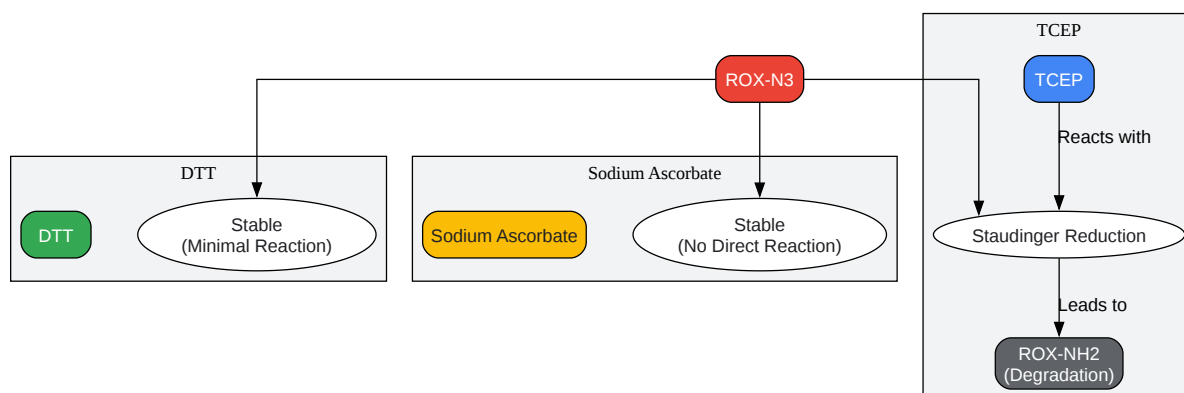 TCEP
ROX-N3
TCEP
Reacts with
DTT
Sodium Ascorbate
DTT
Stable
(Minimal Reaction)
Sodium Ascorbate
Stable
(No Direct Reaction)
Staudinger Reduction
Leads to
ROX-NH2
(Degradation)